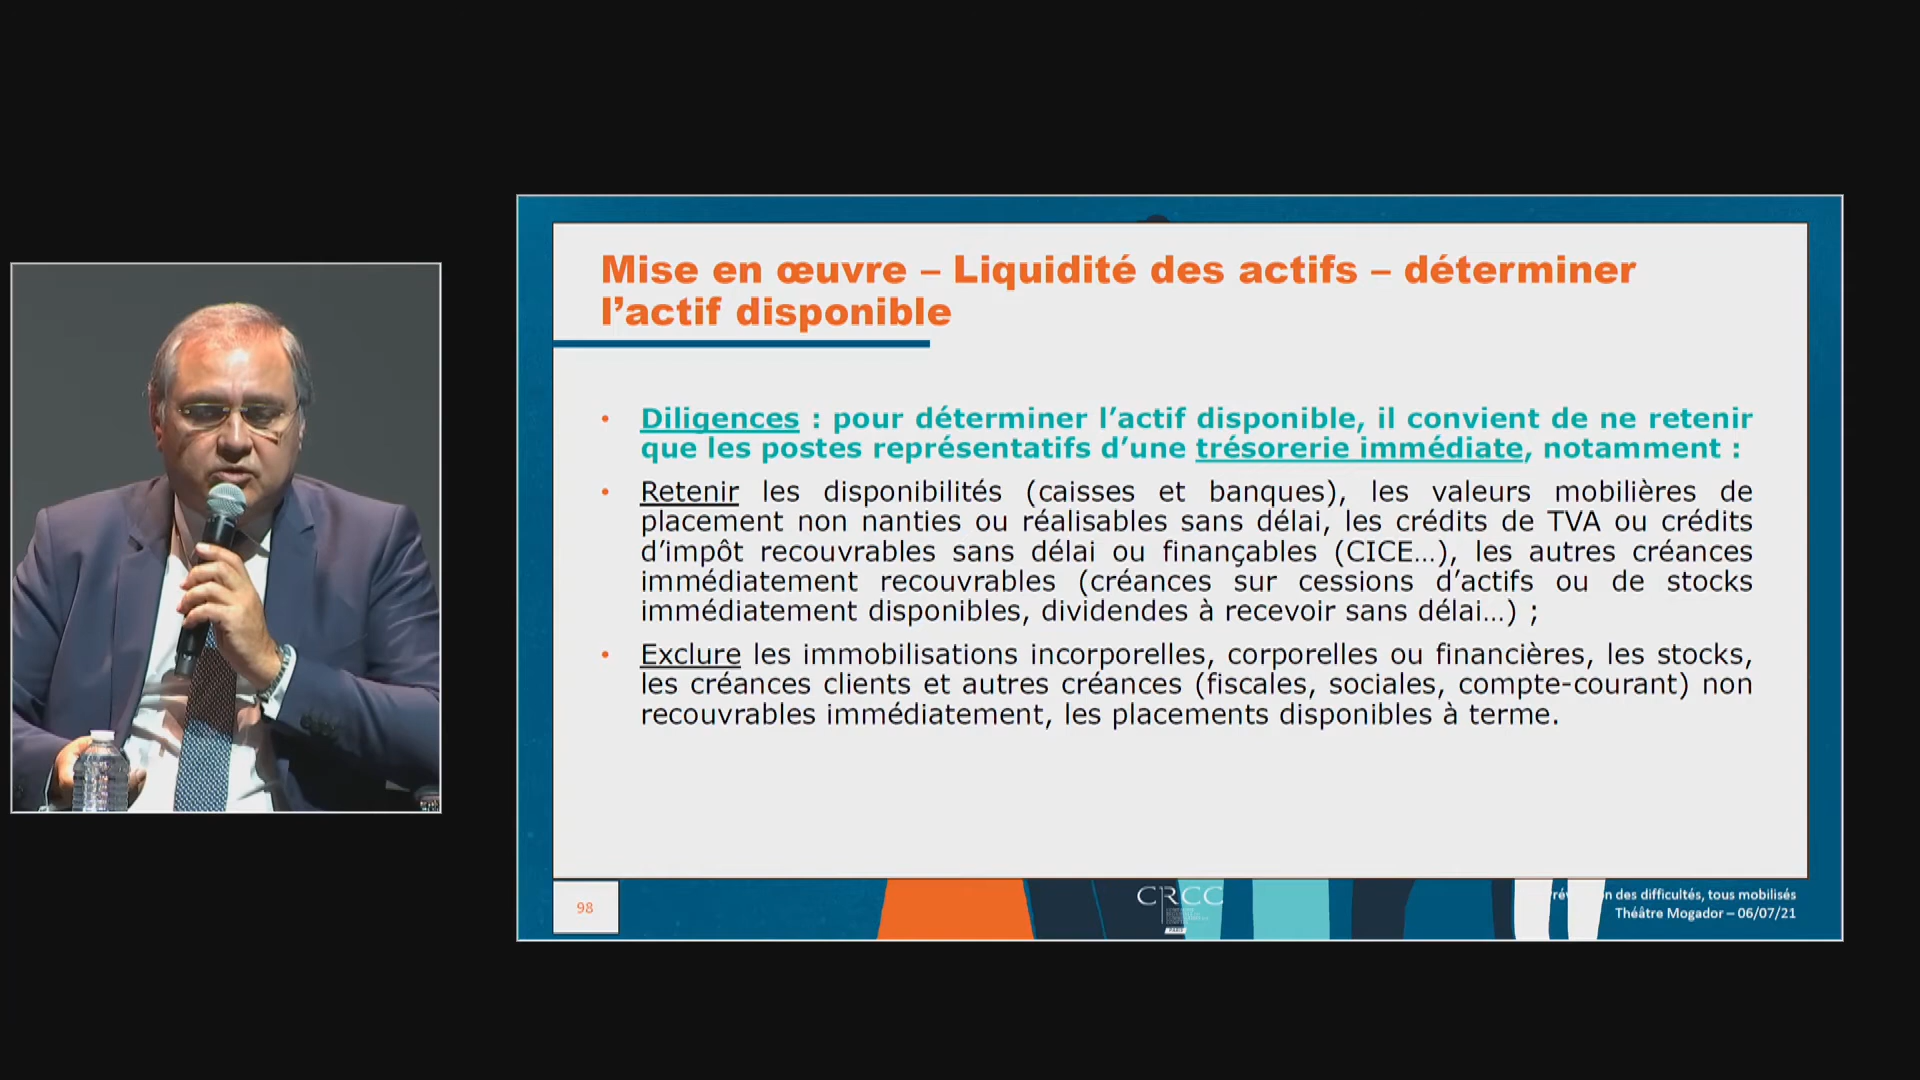 Mise en œuvre – Liquidité des actifs – déterminer
l’actif disponible
• Diligences : pour déterminer l’actif disponible, il convient de ne retenir
que les postes représentatifs d’une trésorerie immédiate, notamment :
• Retenir les disponibilités (caisses et banques), les valeurs mobilières de
placement non nanties ou réalisables sans délai, les crédits de TVA ou crédits
d’impôt recouvrables sans délai ou finançables (CICE…), les autres créances
immédiatement recouvrables (créances sur cessions d’actifs ou de stocks
immédiatement disponibles, dividendes à recevoir sans délai…) ;
• Exclure les immobilisations incorporelles, corporelles ou financières, les stocks,
les créances clients et autres créances (fiscales, sociales, compte-courant) non
recouvrables immédiatement, les placements disponibles à terme.
98
CRCC
PARIS
des difficultés, tous mobilisés
Théâtre Mogador – 06/07/21